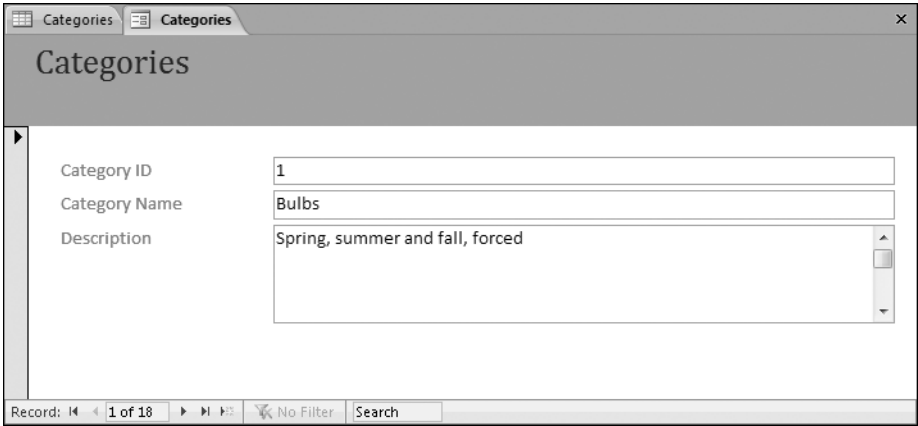 Categories Categories
Categories
Category ID 1
Category Name Bulbs
Description Spring, summer and fall, forced
Record: 1 of 18 No Filter Search